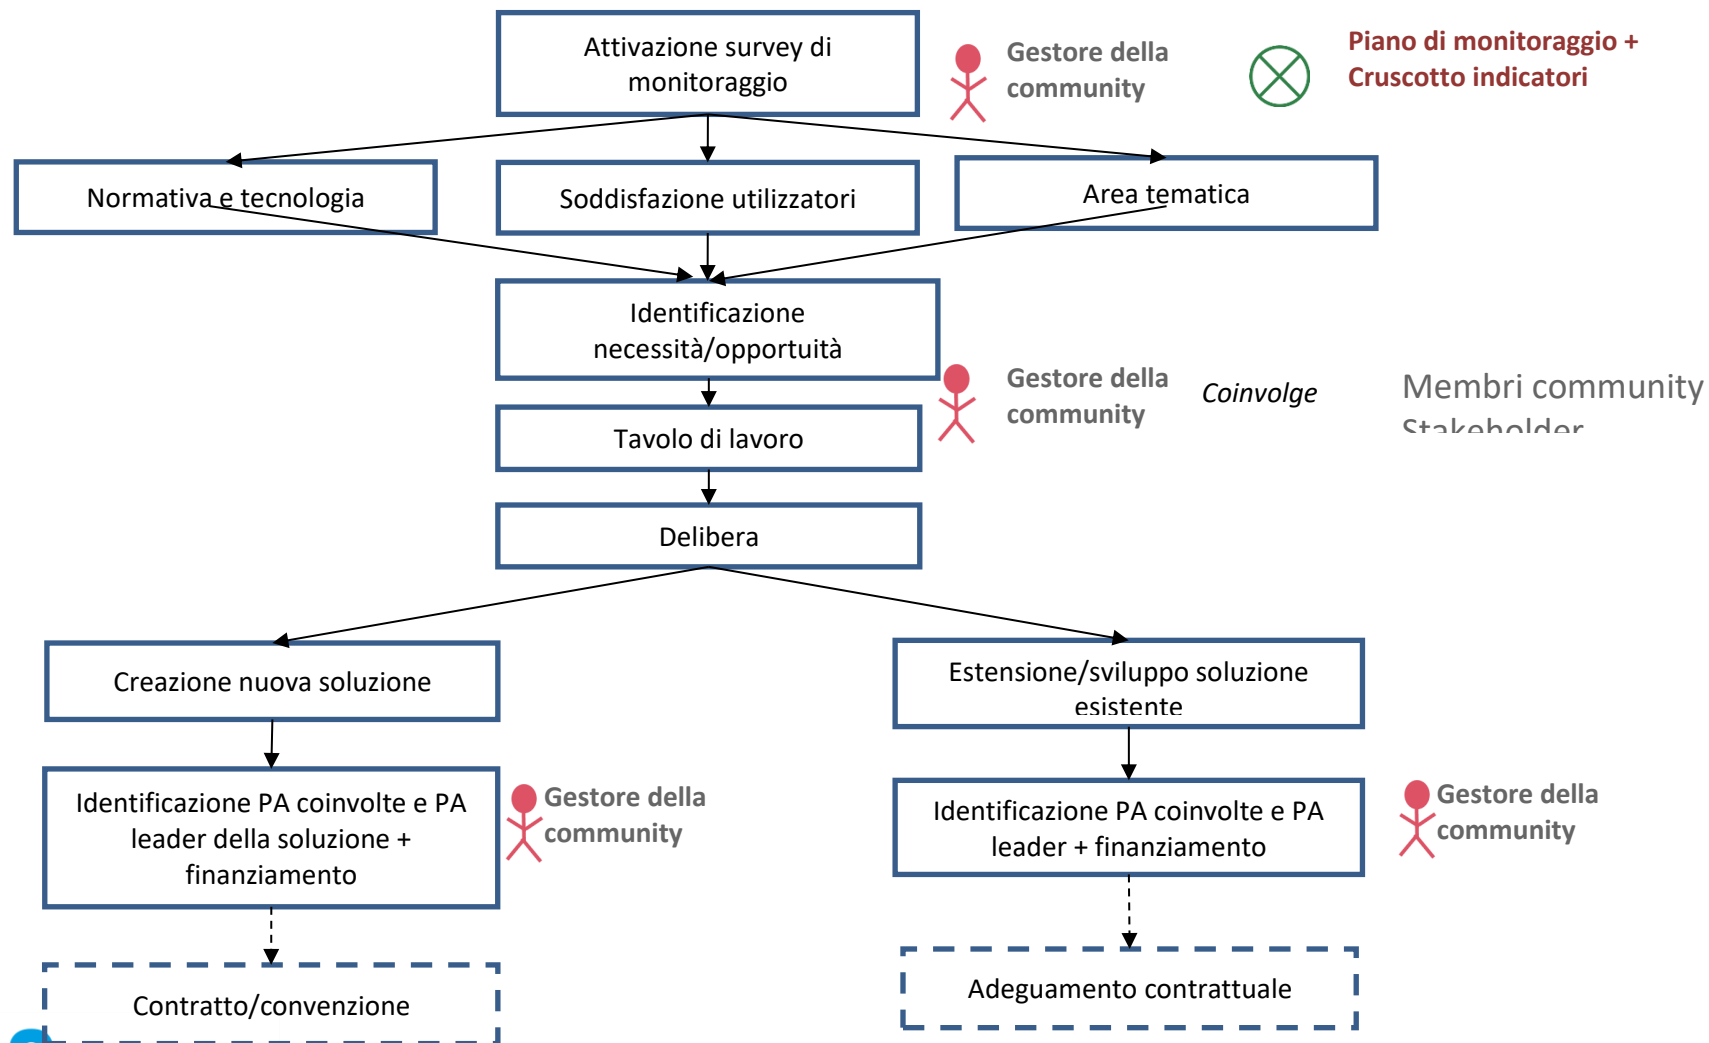 Attivazione survey di
monitoraggio
Gestore della
community
Piano di monitoraggio +
Cruscotto indicatori
Normativa e tecnologia
Soddisfazione utilizzatori
Area tematica
Identificazione
necessità/opportuità
Gestore della
community
Coinvolge
Membri community
Stakeholder
Tavolo di lavoro
Delibera
Creazione nuova soluzione
Estensione/sviluppo soluzione
esistente
Identificazione PA coinvolte e PA
leader della soluzione +
finanziamento
Gestore della
community
Identificazione PA coinvolte e PA
leader + finanziamento
Gestore della
community
Contratto/convenzione
Adeguamento contrattuale